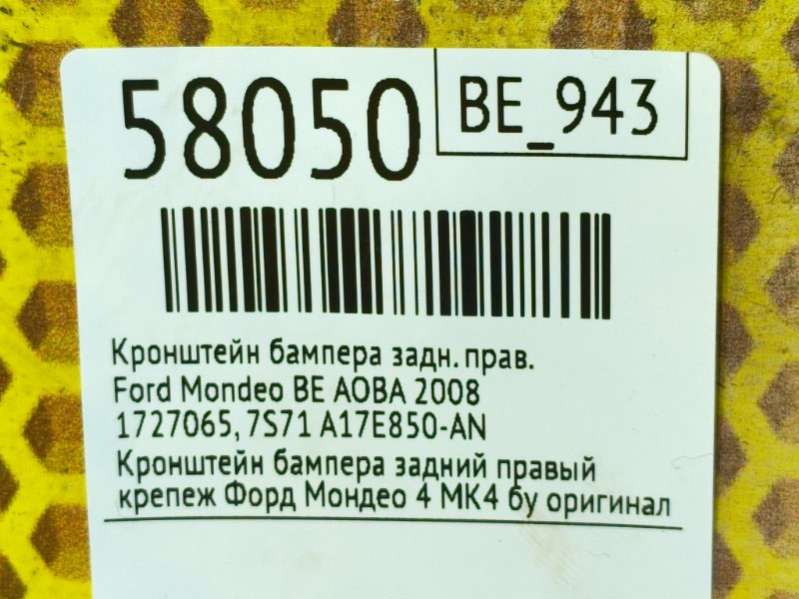 58050
BE_943
Кронштейн бампера задн. прав.
Ford Mondeo BE AOBA 2008
1727065, 7S71 A17E850-AN
Кронштейн бампера задний правый
крепеж Форд Мондео 4 МК4 бу оригинал